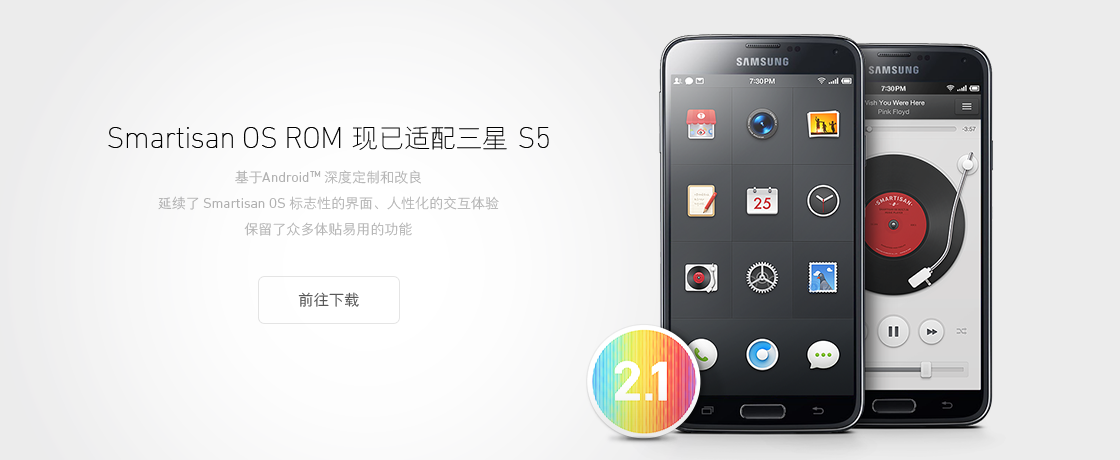 Smartisan OS ROM 现已适配三星 S5
基于Android™ 深度定制和改良
延续了 Smartisan OS 标志性的界面、人性化的交互体验
保留了众多体贴易用的功能
前往下载
2.1
SAMSUNG
7:30PM
25
SAMSUNG
7:30PM
Wish You Were Here
Pink Floyd
-3:57
SMARTISAN